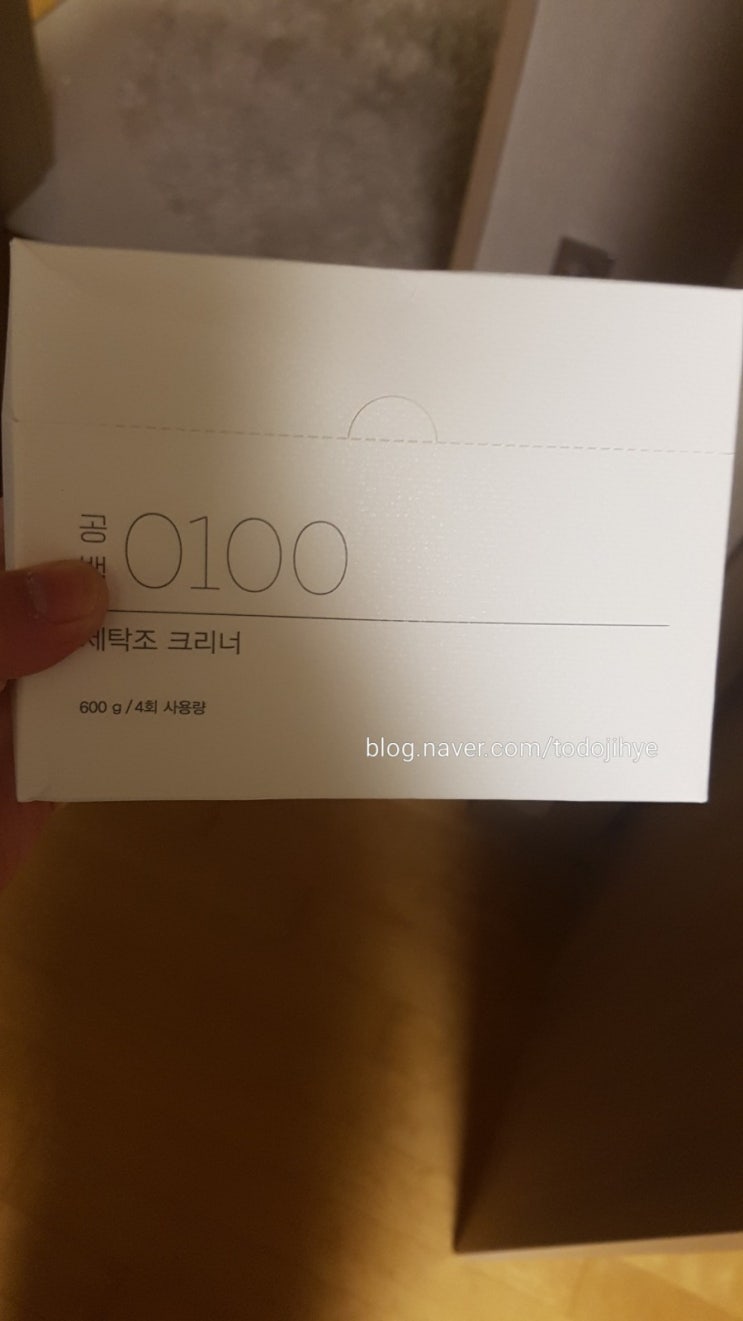 공백 0100
세탁조 크리너
600 g / 4회 사용량
blog.naver.com/todojihye